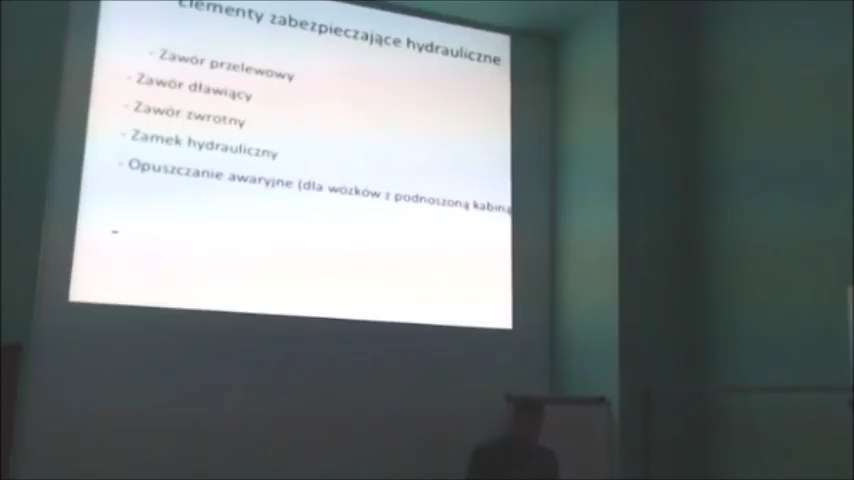 Elementy zabezpieczające hydrauliczne
- Zawór przelewowy
- Zawór dławiący
- Zawór zwrotny
- Zamek hydrauliczny
- Opuszczanie awaryjne (dla wózków z podnoszoną kabiną
-